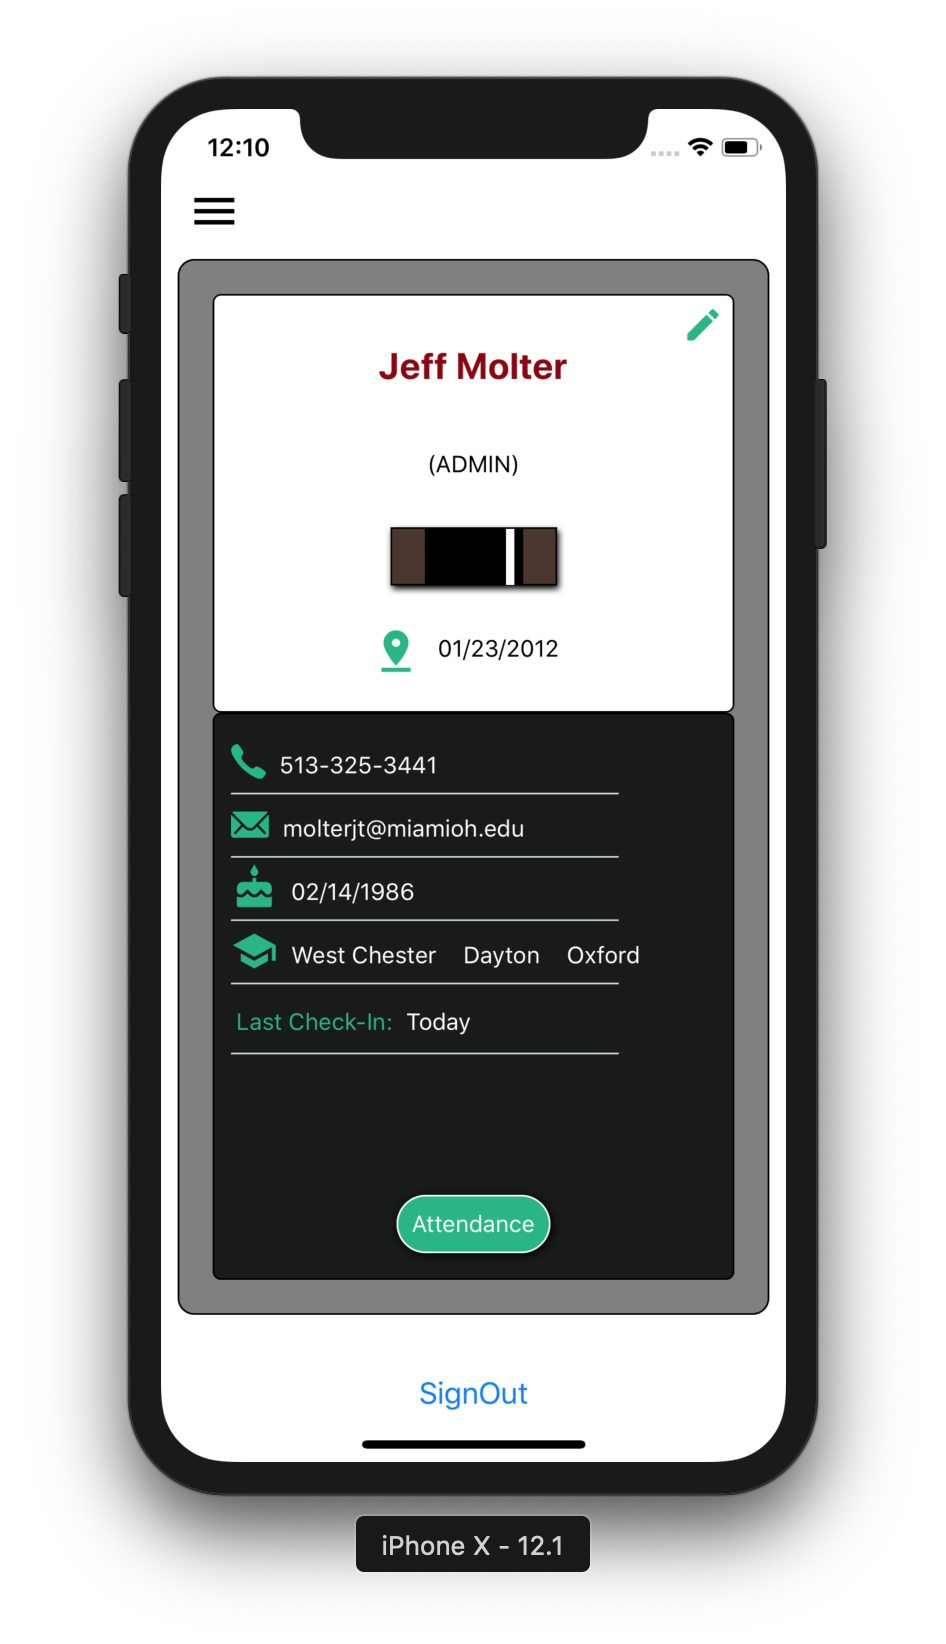 12:10
Jeff Molter
(ADMIN)
01/23/2012
513-325-3441
molterjt@miamioh.edu
02/14/1986
West Chester Dayton Oxford
Last Check-In: Today
Attendance
SignOut
iPhone X - 12.1